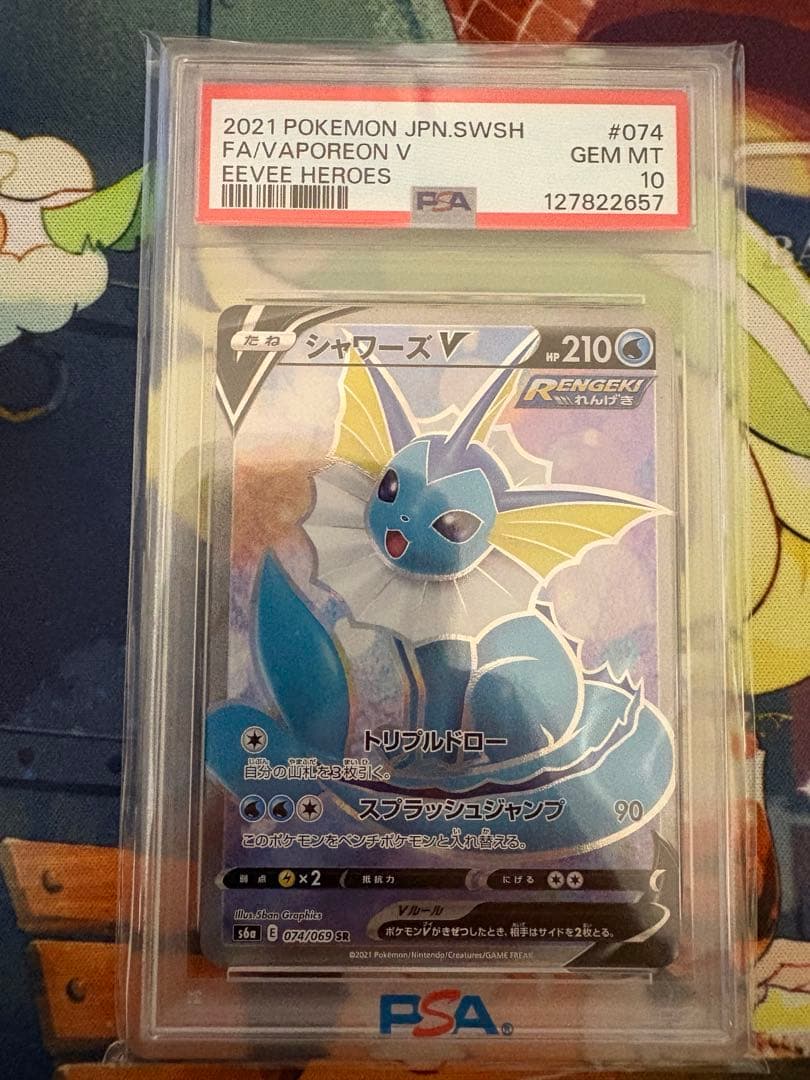 2021 POKEMON JPN.SWSH #074
FA/VAPOREON V GEM MT
EEVEE HEROES 10
PSA 127822657
たね シャワーズV HP210
RENGEKI
れんげき
トリプルドロー
自分の山札を3枚引く。
スプラッシュジャンプ 90
このポケモンをベンチポケモンと入れ替える。
弱点 ×2 抵抗力 にげる
Illus.5ban Graphics Vルール
s6a E 074/069 SR ポケモンVがきぜつしたとき、相手はサイドを2枚とる。
©2021 Pokémon/Nintendo/Creatures/GAME FREAK
PSA®